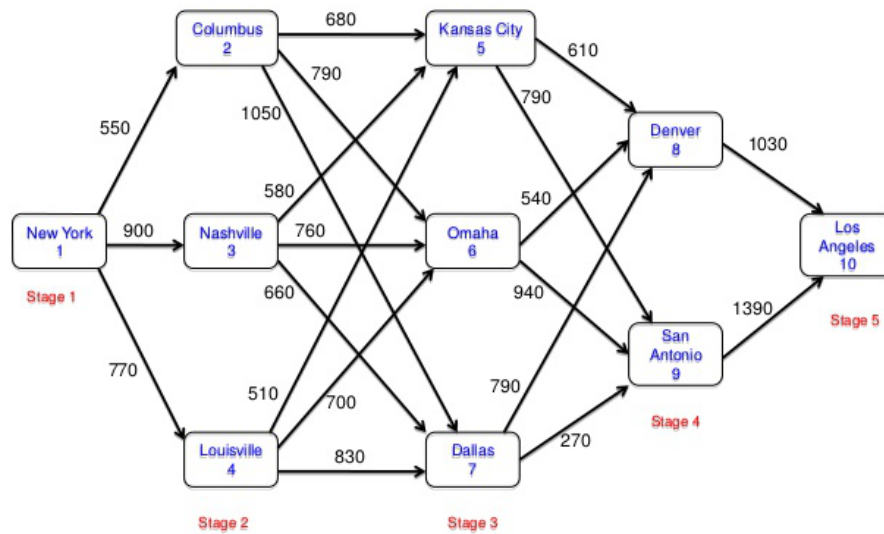 680
Columbus
2
Kansas City
5
610
790
790
1050
550
Denver
8
1030
580
540
New York
1
900
Nashville
3
760
Omaha
6
Los
Angeles
10
Stage 1
660
940
1390
Stage 5
San
Antonio
9
770
510
700
790
Stage 4
Louisville
4
830
Dallas
7
270
Stage 2
Stage 3